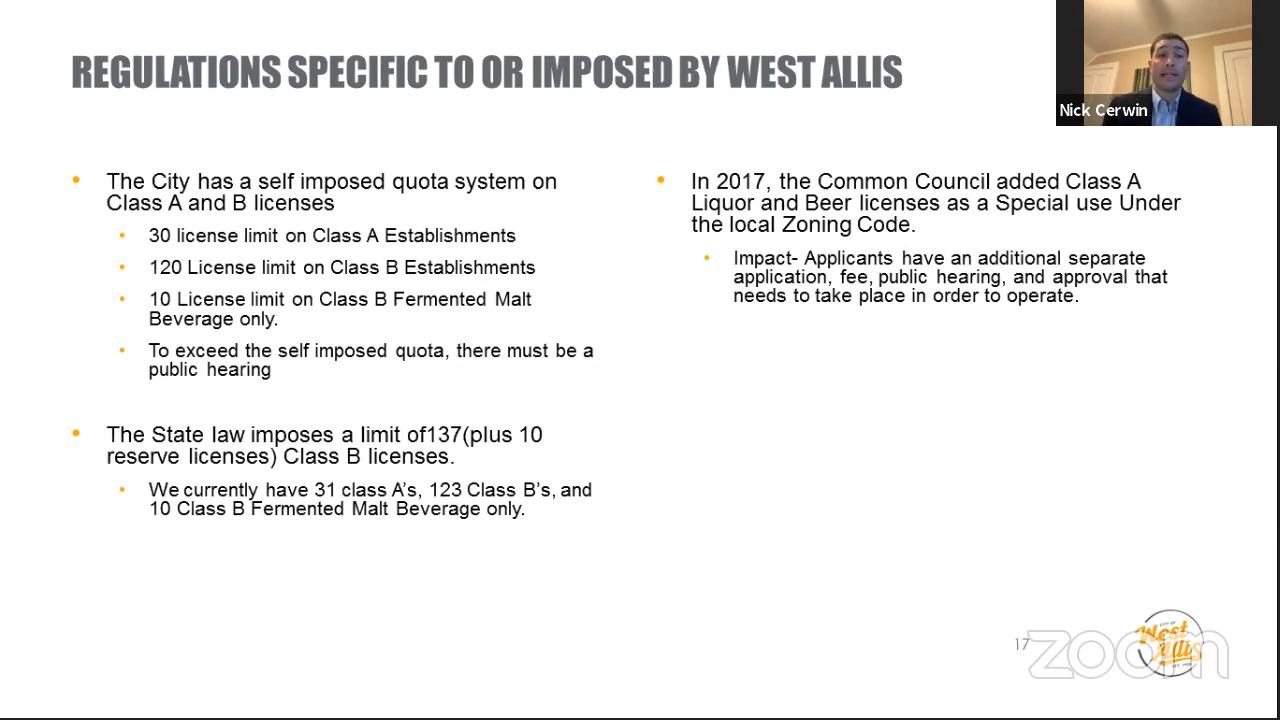 REGULATIONS SPECIFIC TO OR IMPOSED BY WEST ALLIS
Nick Cerwin
• The City has a self imposed quota system on
Class A and B licenses
• 30 license limit on Class A Establishments
• 120 License limit on Class B Establishments
• 10 License limit on Class B Fermented Malt
Beverage only.
• To exceed the self imposed quota, there must be a
public hearing
• The State law imposes a limit of137(plus 10
reserve licenses) Class B licenses.
• We currently have 31 class A's, 123 Class B's, and
10 Class B Fermented Malt Beverage only.
• In 2017, the Common Council added Class A
Liquor and Beer licenses as a Special use Under
the local Zoning Code.
• Impact- Applicants have an additional separate
application, fee, public hearing, and approval that
needs to take place in order to operate.
17
zoom
CITY OF
West
Allis